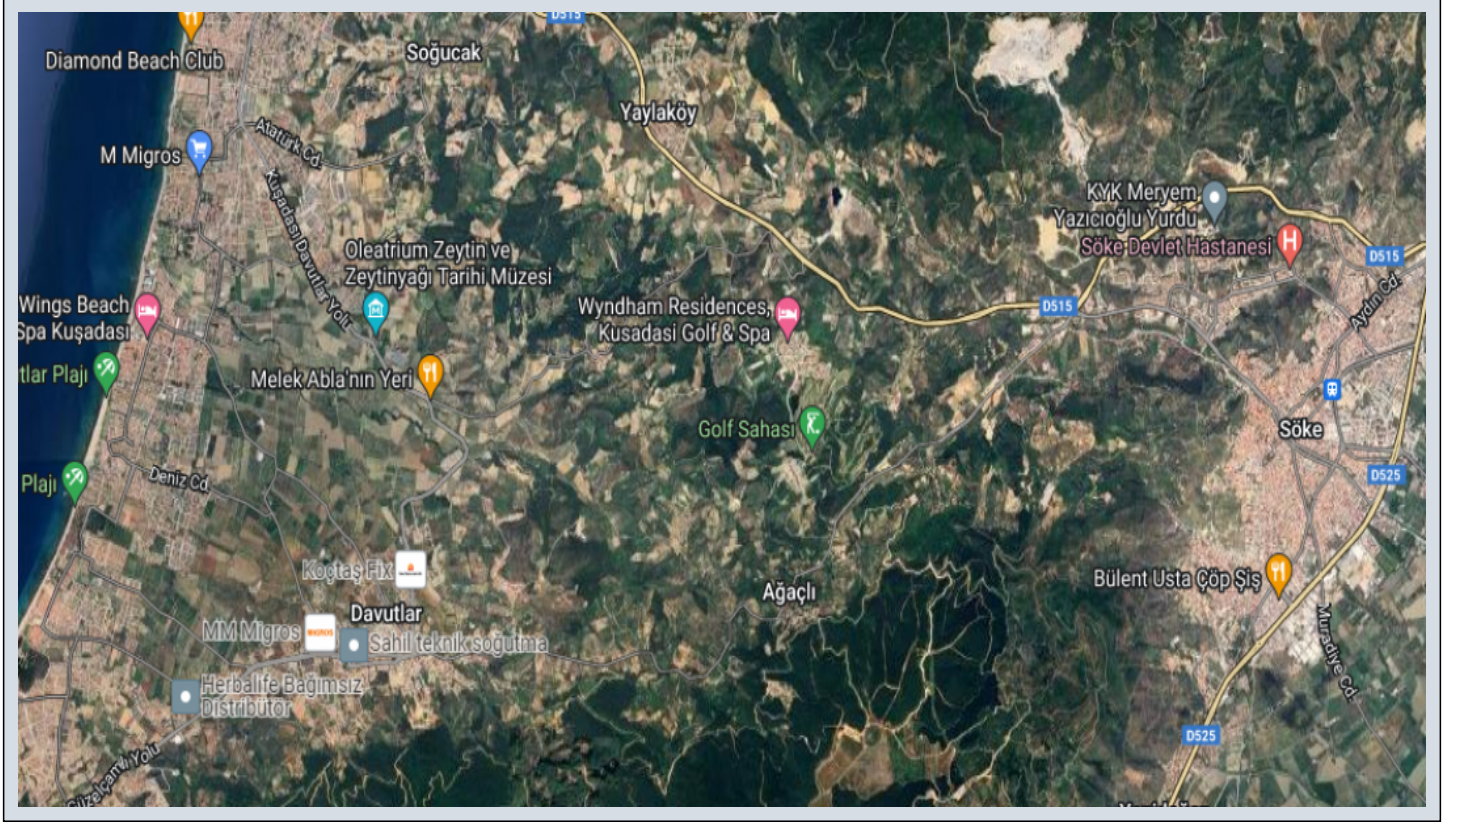 D515
Diamond Beach Club
Soğucak
Yaylaköy
Atatürk Cd.
M Migros
Kuşadası Davutlar Yolu
KYK Meryem
Yazıcıoğlu Yurdu
Söke Devlet Hastanesi
D515
Aydın Cd.
Oleatrium Zeytin ve
Zeytinyağı Tarihi Müzesi
Wings Beach
Spa Kuşadası
Wyndham Residences,
Kusadasi Golf & Spa
D515
tlar Plajı
Melek Abla'nın Yeri
Golf Sahasi
Söke
Plajı
Deniz Cd.
D525
Koçtaş Fix
Ağaçlı
Bülent Usta Çöp Şiş
Davutlar
MM Migros
MIGROS
Sahil teknik soğutma
Muradiye Cd.
Herbalife Bağımsız
Distribütör
D525
Güzelçamlı Yolu